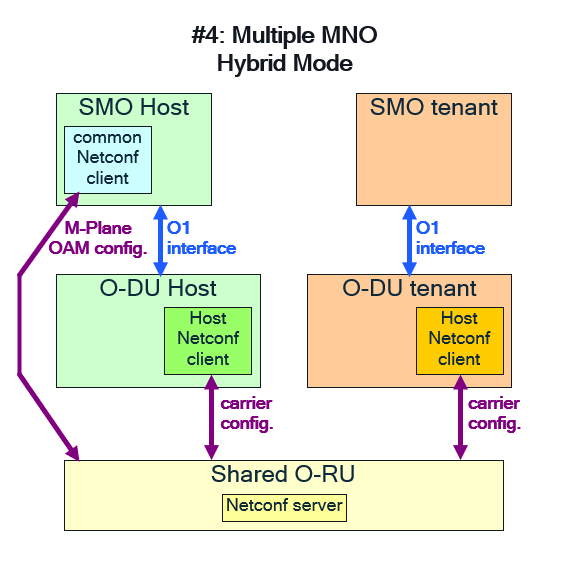 #4: Multiple MNO
Hybrid Mode
SMO Host
SMO tenant
common
Netconf
client
M-Plane
OAM config.
O1
interface
O1
interface
O-DU Host
O-DU tenant
Host
Netconf
client
Host
Netconf
client
carrier
config.
carrier
config.
Shared O-RU
Netconf server